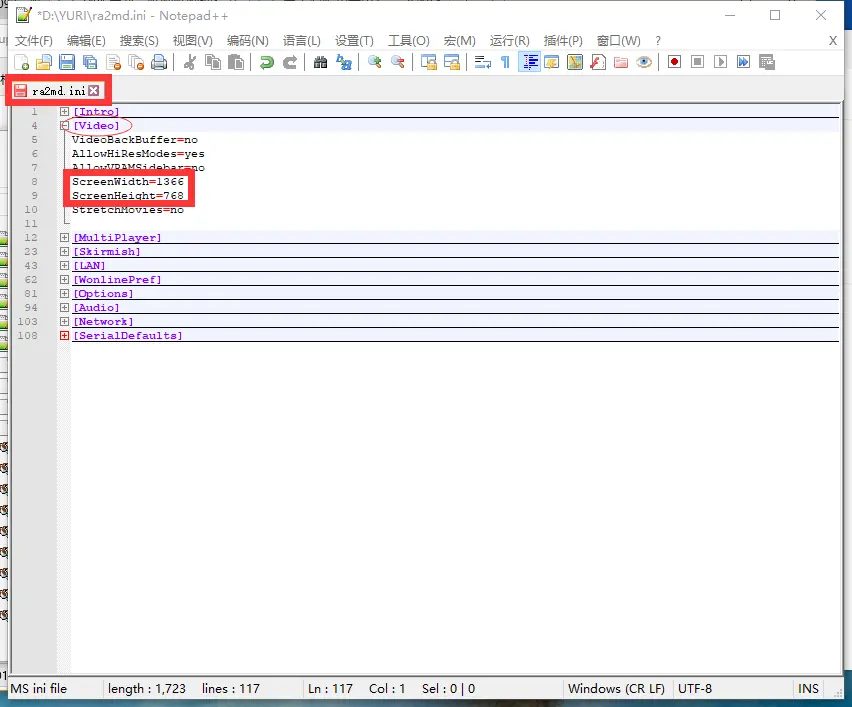 *D:\YURI\ra2md.ini - Notepad++
文件(F) 编辑(E) 搜索(S) 视图(V) 编码(N) 语言(L) 设置(T) 工具(O) 宏(M) 运行(R) 插件(P) 窗口(W) ? X
ra2md.ini
1 [Intro]
4 [Video]
5 VideoBackBuffer=no
6 AllowHiResModes=yes
7 AllowVRAMSidebar=no
8 ScreenWidth=1366
9 ScreenHeight=768
10 StretchMovies=no
11
12 [MultiPlayer]
23 [Skirmish]
43 [LAN]
62 [WonlinePref]
81 [Options]
94 [Audio]
103 [Network]
108 [SerialDefaults]
MS ini file length : 1,723 lines : 117 Ln : 117 Col : 1 Sel : 0 | 0 Windows (CR LF) UTF-8 INS